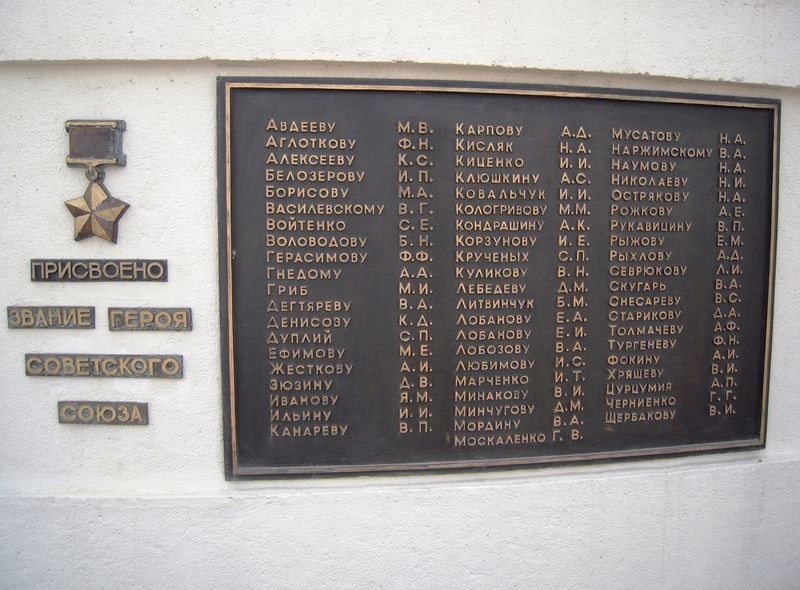 ПРИСВОЕНО
ЗВАНИЕ ГЕРОЯ
СОВЕТСКОГО
СОЮЗА
АВДЕЕВУ М.В.
АГЛОТКОВУ Ф.Н.
АЛЕКСЕЕВУ К.С.
БЕЛОЗЕРОВУ И.П.
БОРИСОВУ М.А.
ВАСИЛЕВСКОМУ В.Г.
ВОЙТЕНКО С.Е.
ВОЛОВОДОВУ Б.Н.
ГЕРАСИМОВУ Ф.Ф.
ГНЕДОМУ А.А.
ГРИБ М.И.
ДЕГТЯРЕВУ В.А.
ДЕНИСОВУ К.Д.
ДУПЛИЙ С.П.
ЕФИМОВУ М.Е.
ЖЕСТКОВУ А.И.
ЗЮЗИНУ Д.В.
ИВАНОВУ Я.М.
ИЛЬИНУ И.И.
КАНАРЕВУ В.П.
КАРПОВУ А.Д.
КИСЛЯК Н.А.
КИЦЕНКО И.И.
КЛЮШКИНУ А.С.
КОВАЛЬЧУК И.И.
КОЛОГРИВОВУ М.М.
КОНДРАШИНУ А.К.
КОРЗУНОВУ И.Е.
КРУЧЕНЫХ С.П.
КУЛИКОВУ В.Н.
ЛЕБЕДЕВУ Д.М.
ЛИТВИНЧУК Б.М.
ЛОБАНОВУ Е.А.
ЛОБАНОВУ Е.И.
ЛОБОЗОВУ В.А.
ЛЮБИМОВУ И.С.
МАРЧЕНКО И.Т.
МИНАКОВУ В.И.
МИНЧУГОВУ Д.М.
МОРДИНУ В.А.
МОСКАЛЕНКО Г.В.
МУСАТОВУ Н.А.
НАРЖИМСКОМУ В.А.
НАУМОВУ Н.А.
НИКОЛАЕВУ Н.И.
ОСТРЯКОВУ Н.А.
РОЖКОВУ А.Е.
РУКАВИЦИНУ В.П.
РЫЖОВУ Е.М.
РЫХЛОВУ А.Д.
СЕВРЮКОВУ Л.И.
СКУГАРЬ В.А.
СНЕСАРЕВУ В.С.
СТАРИКОВУ Д.А.
ТОЛМАЧЕВУ А.Ф.
ТУРГЕНЕВУ Ф.Н.
ФОКИНУ А.И.
ХРЯЩЕВУ В.И.
ЦУРЦУМИЯ А.П.
ЧЕРНИЕНКО Г.Г.
ЩЕРБАКОВУ В.И.